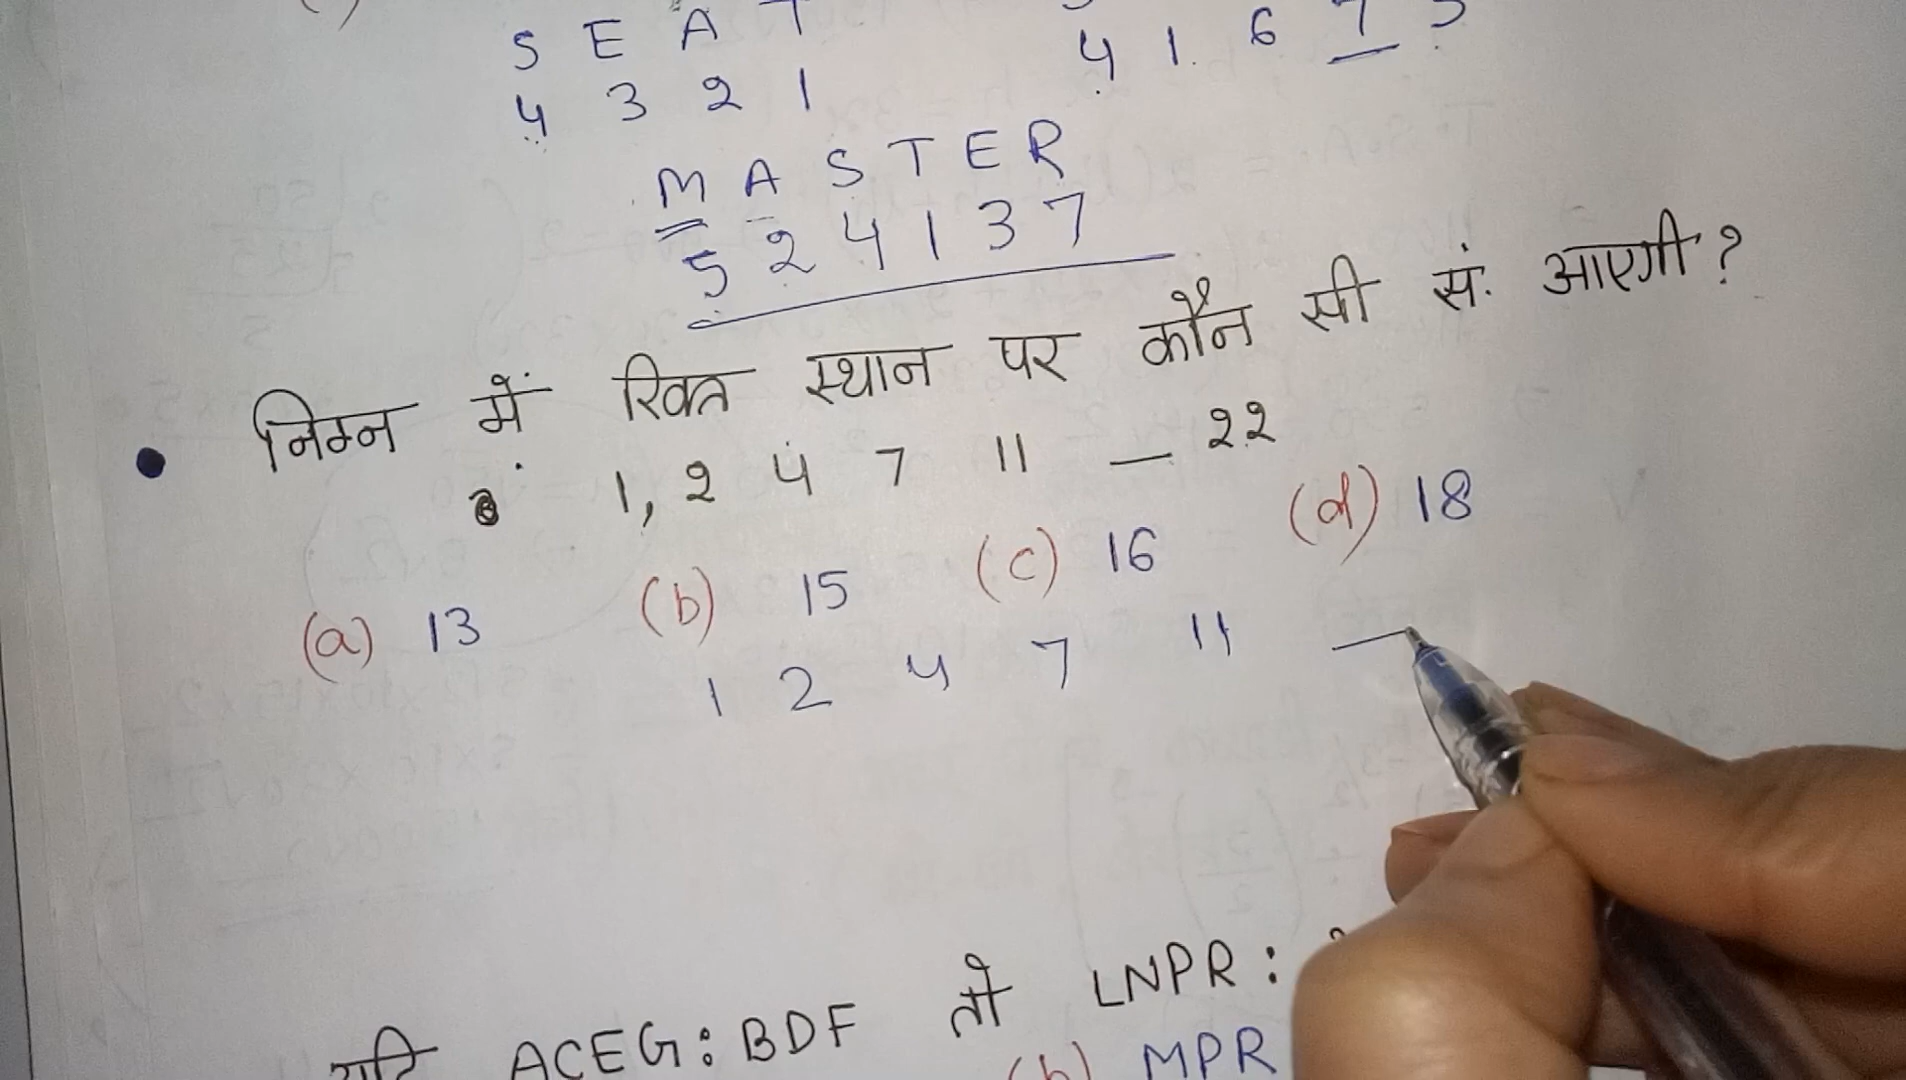 S E A T
4 3 2 1
4 1 6 7
M A S T E R
5 2 4 1 3 7
निम्न में रिक्त स्थान पर कौन सी सं. आएगी?
1, 2 4 7 11 _ 22
(a) 13 (b) 15 (c) 16 (d) 18
1 2 4 7 11 _
यदि ACEG: BDF तो LNPR:
(b) MPR